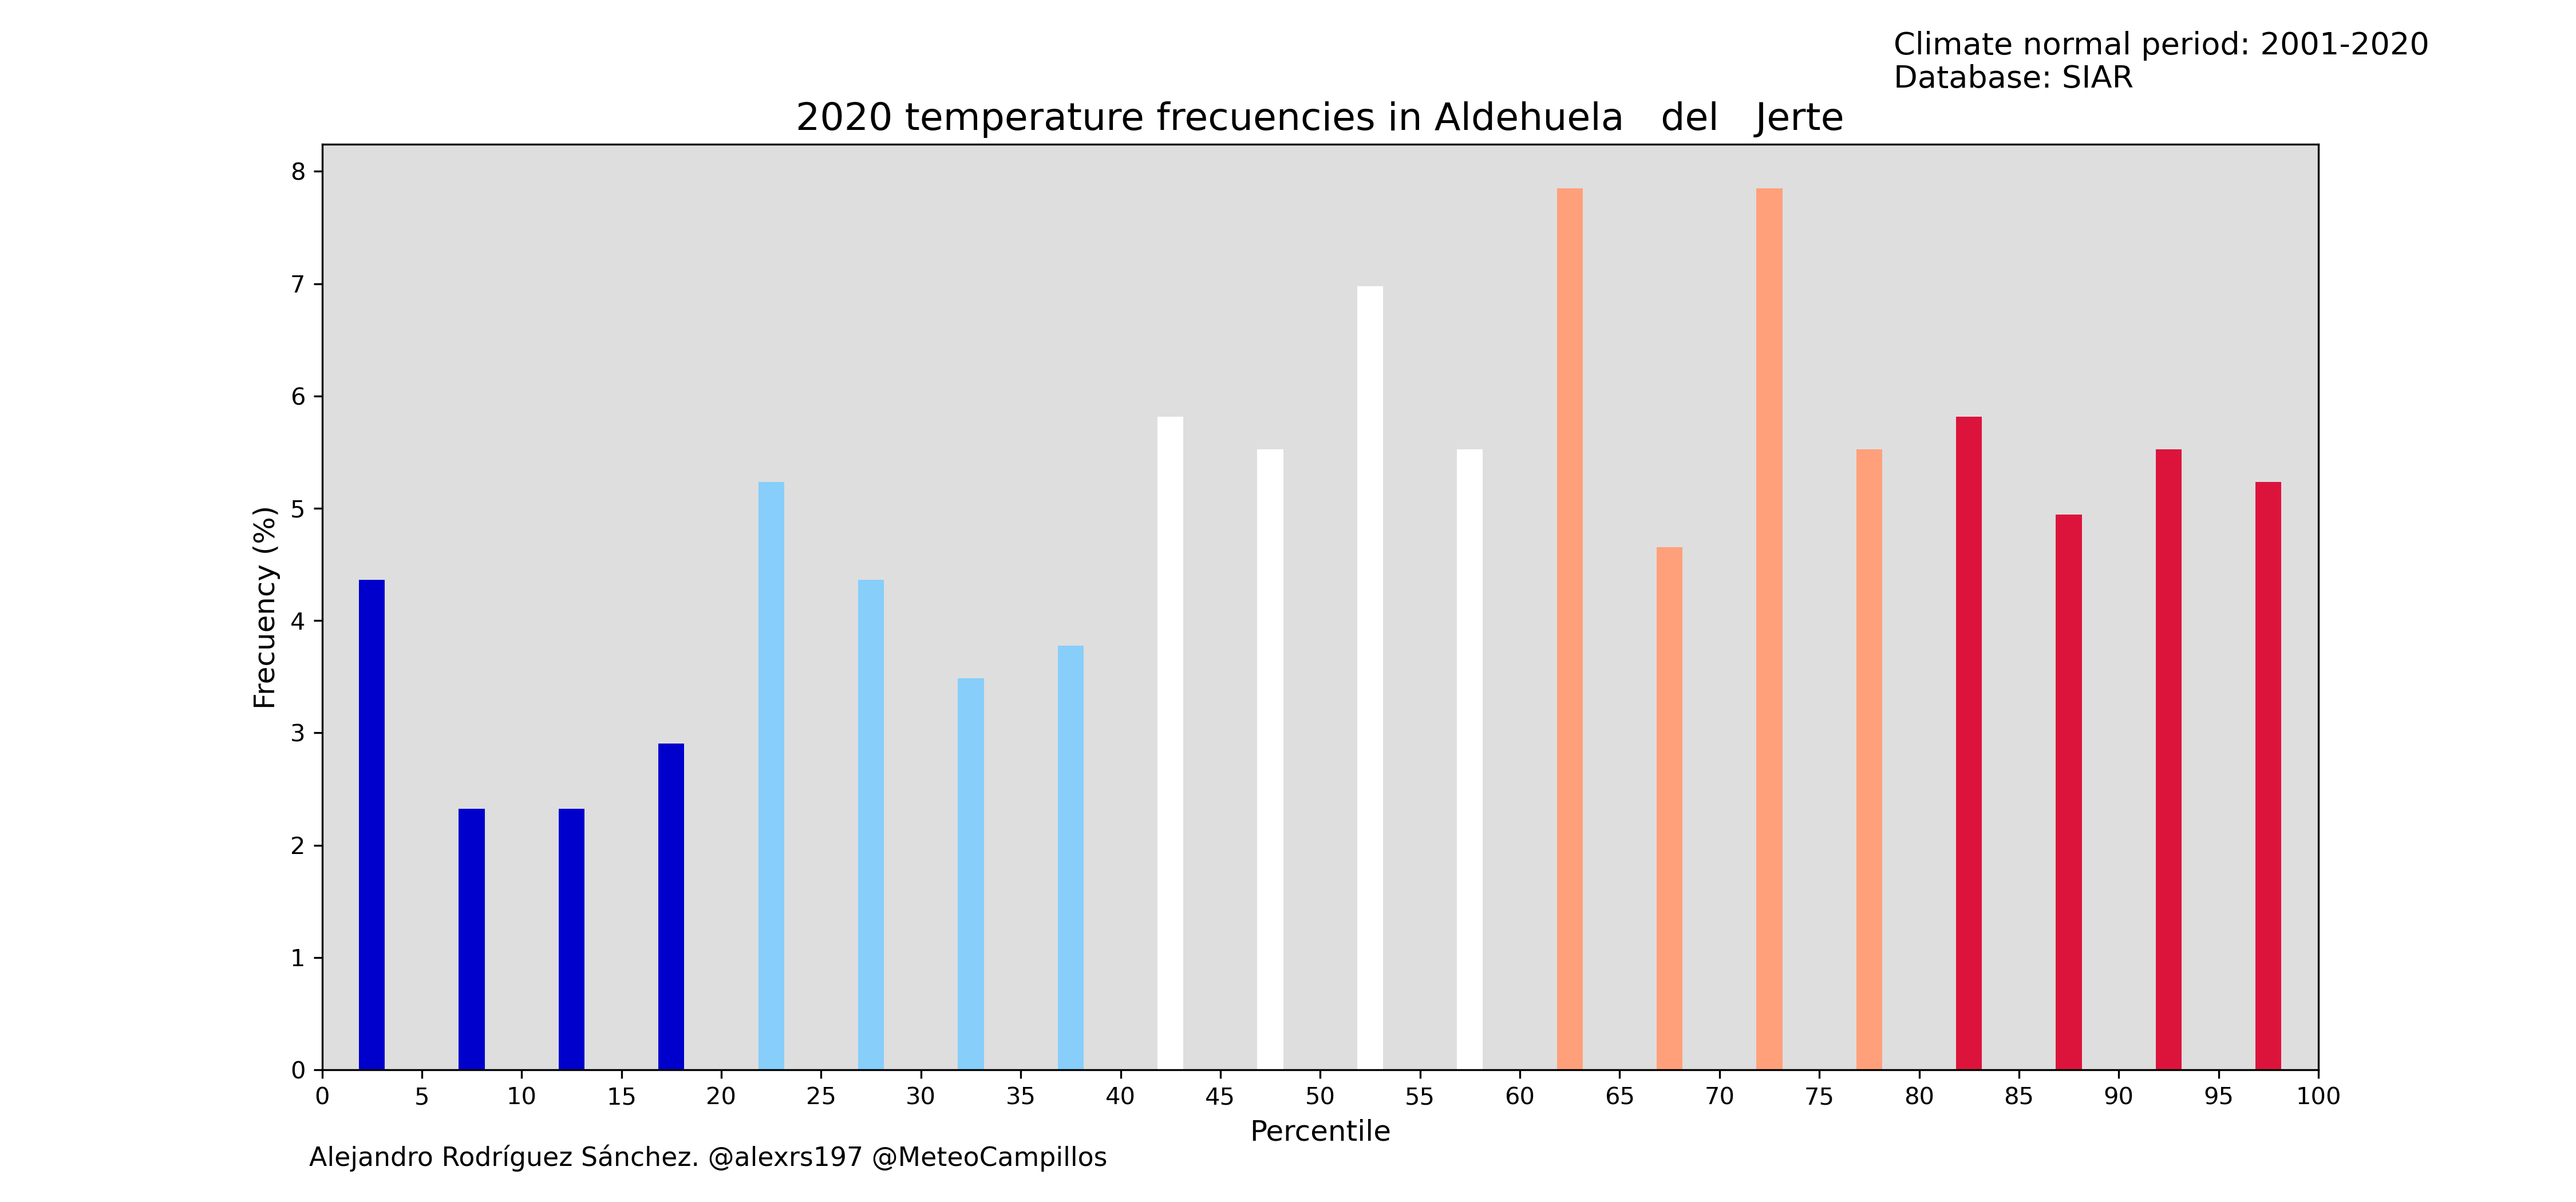 Climate normal period: 2001-2020
Database: SIAR
2020 temperature frecuencies in Aldehuela   del   Jerte
8
7
6
5
4
3
2
1
0
Frecuency (%)
0 5 10 15 20 25 30 35 40 45 50 55 60 65 70 75 80 85 90 95 100
Percentile
Alejandro Rodríguez Sánchez. @alexrs197 @MeteoCampillos